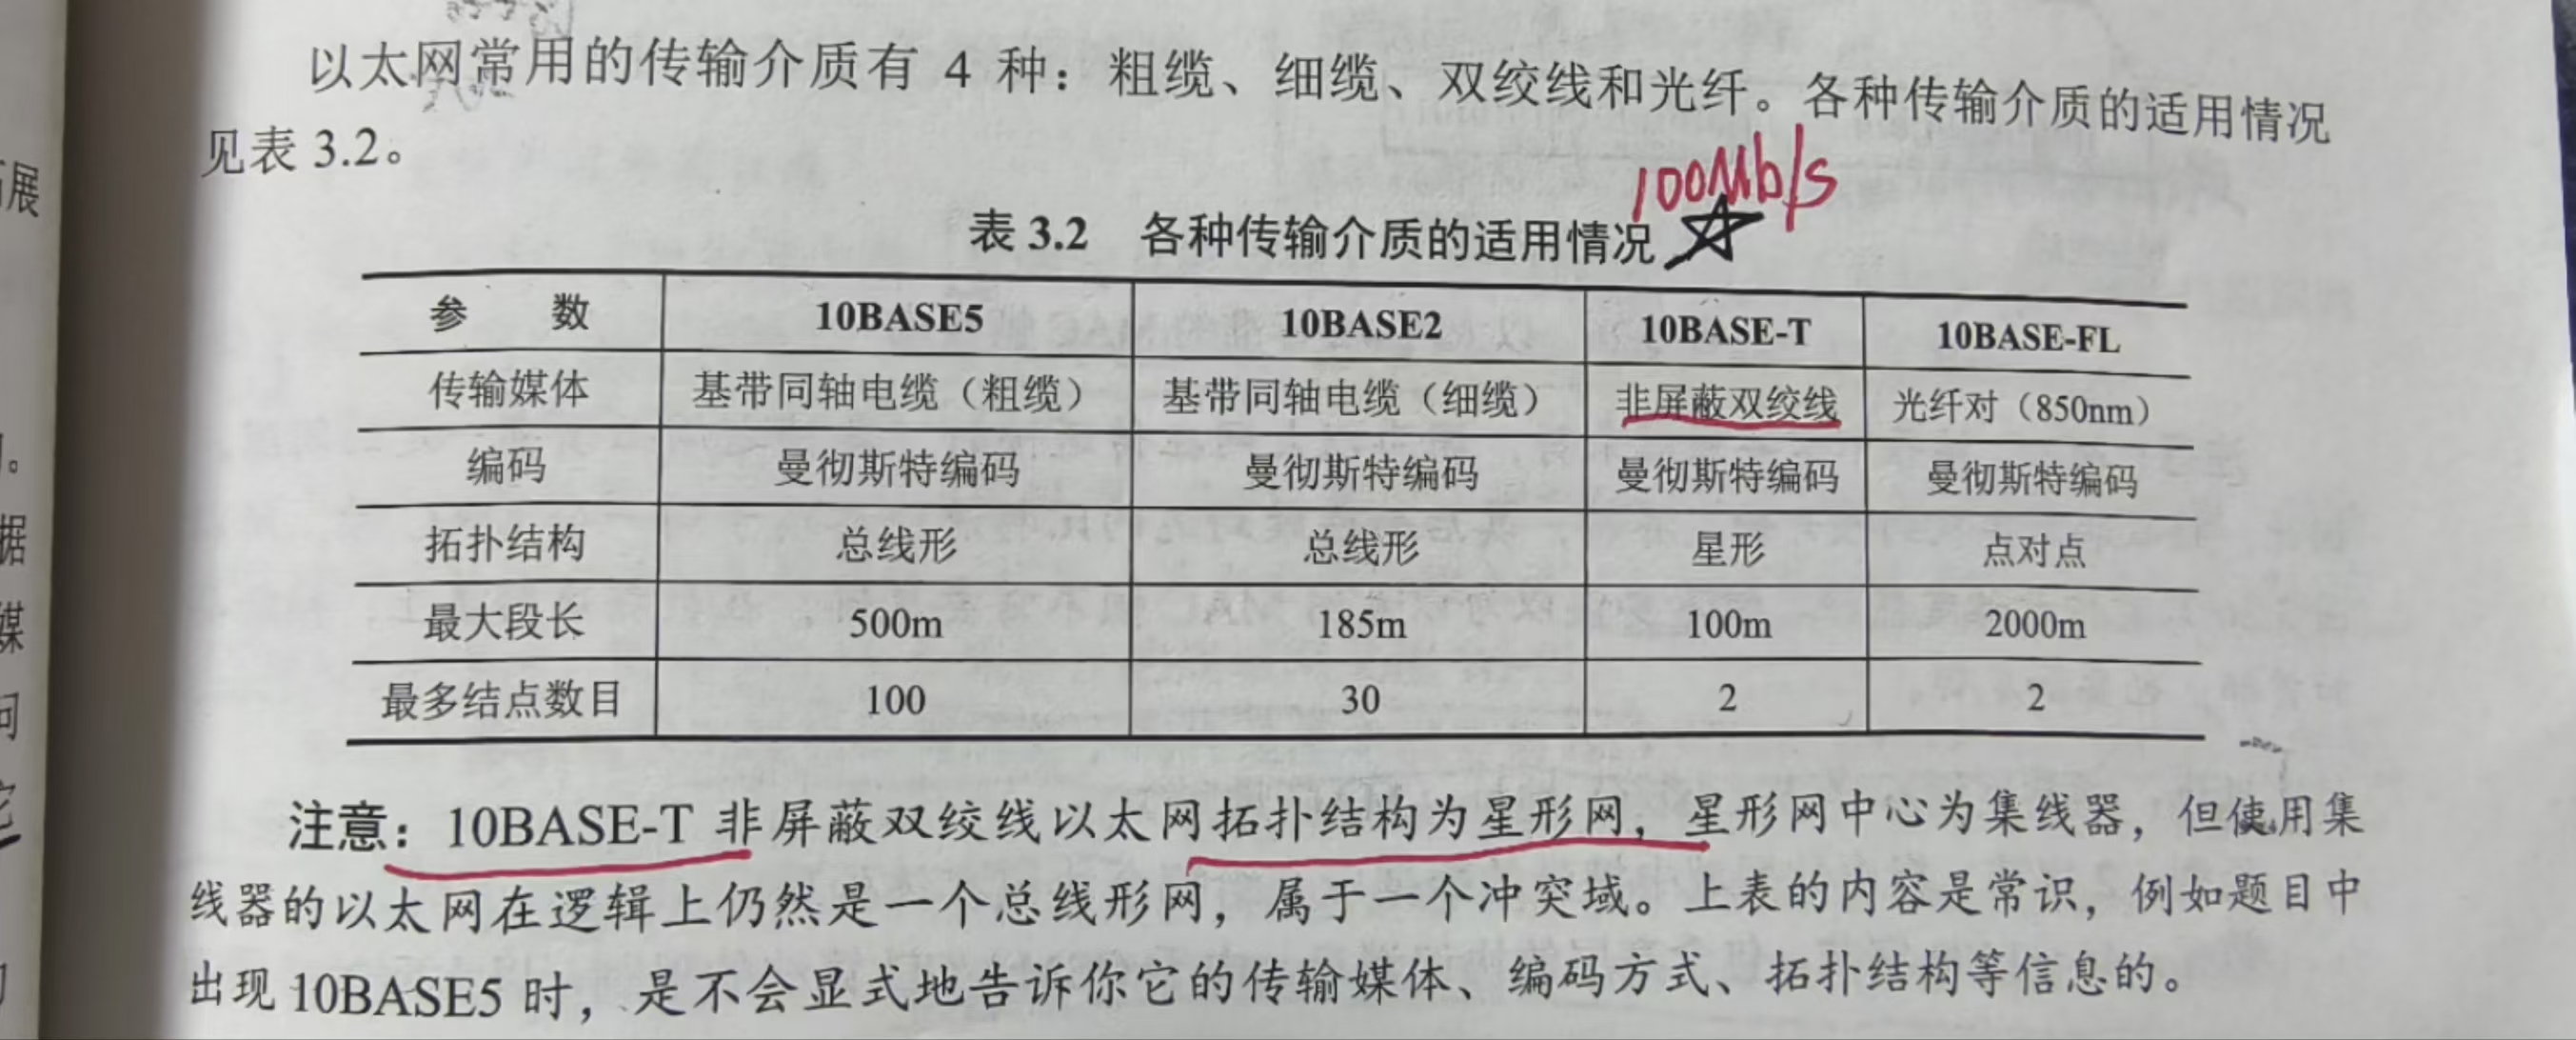 以太网常用的传输介质有 4 种：粗缆、细缆、双绞线和光纤。各种传输介质的适用情况
见表 3.2。
100Mb/s
表 3.2 各种传输介质的适用情况
参 数 10BASE5 10BASE2 10BASE-T 10BASE-FL
传输媒体 基带同轴电缆（粗缆） 基带同轴电缆（细缆） 非屏蔽双绞线 光纤对（850nm）
编码 曼彻斯特编码 曼彻斯特编码 曼彻斯特编码 曼彻斯特编码
拓扑结构 总线形 总线形 星形 点对点
最大段长 500m 185m 100m 2000m
最多结点数目 100 30 2 2
注意：10BASE-T 非屏蔽双绞线以太网拓扑结构为星形网，星形网中心为集线器，但使用集
线器的以太网在逻辑上仍然是一个总线形网，属于一个冲突域。上表的内容是常识，例如题目中
出现 10BASE5 时，是不会显式地告诉你它的传输媒体、编码方式、拓扑结构等信息的。
展
据
媒